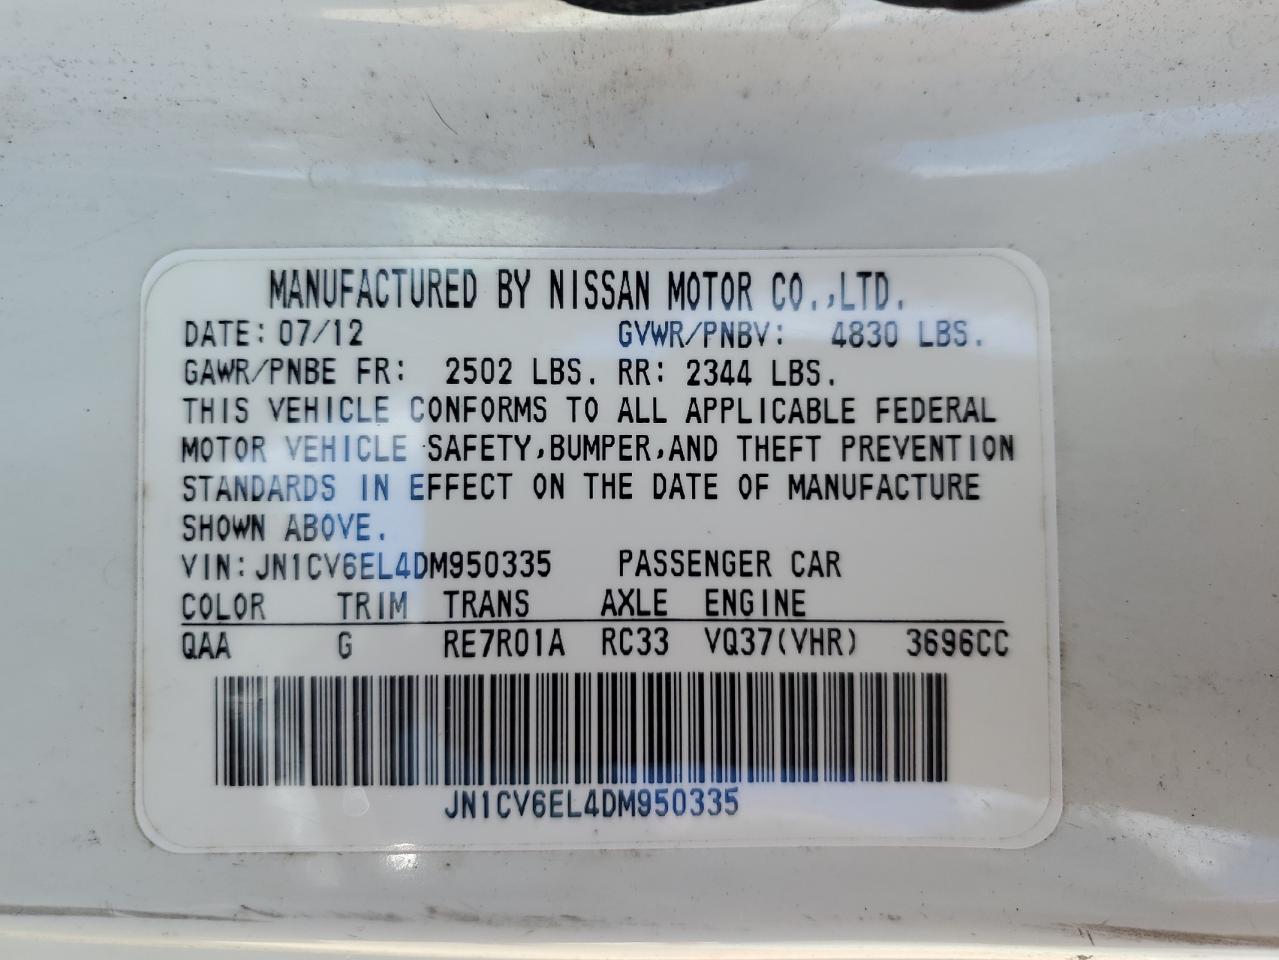 MANUFACTURED BY NISSAN MOTOR CO.,LTD.
DATE: 07/12 GVWR/PNBV: 4830 LBS.
GAWR/PNBE FR: 2502 LBS. RR: 2344 LBS.
THIS VEHICLE CONFORMS TO ALL APPLICABLE FEDERAL
MOTOR VEHICLE SAFETY,BUMPER,AND THEFT PREVENTION
STANDARDS IN EFFECT ON THE DATE OF MANUFACTURE
SHOWN ABOVE.
VIN: JN1CV6EL4DM950335 PASSENGER CAR
COLOR TRIM TRANS AXLE ENGINE
QAA G RE7R01A RC33 VQ37(VHR) 3696CC
JN1CV6EL4DM950335